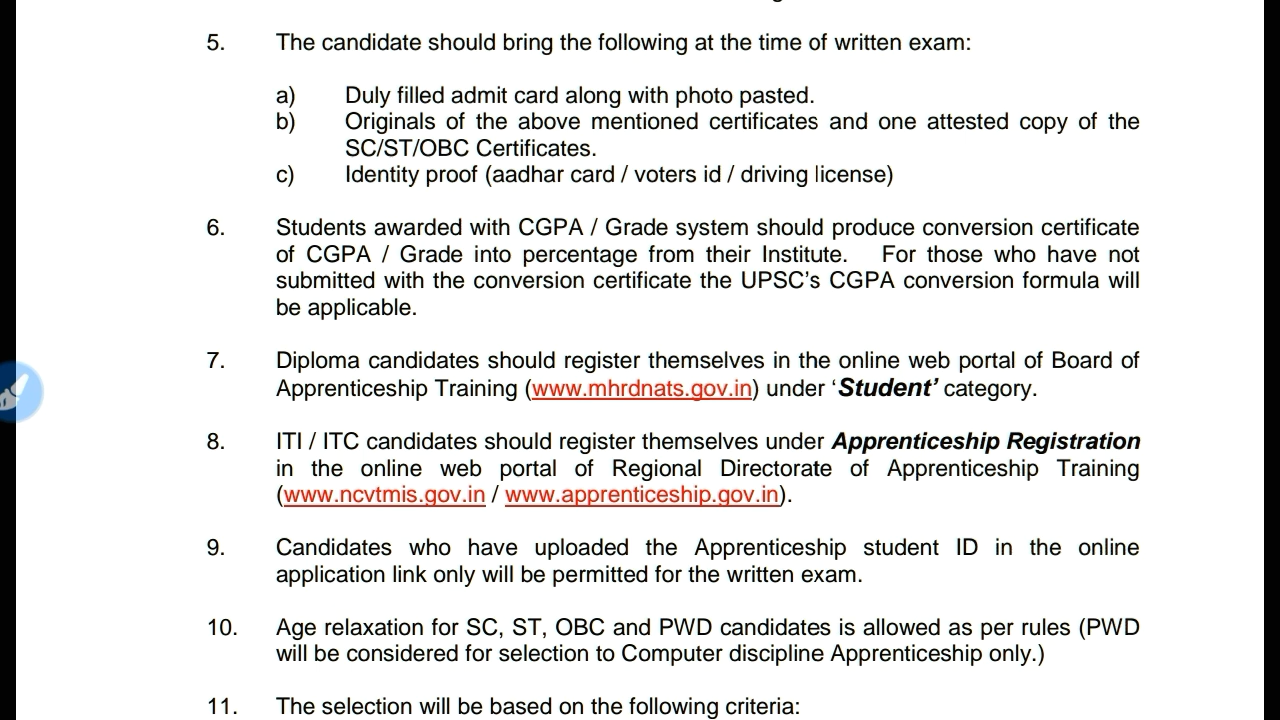 5. The candidate should bring the following at the time of written exam:
a) Duly filled admit card along with photo pasted.
b) Originals of the above mentioned certificates and one attested copy of the
SC/ST/OBC Certificates.
c) Identity proof (aadhar card / voters id / driving license)
6. Students awarded with CGPA / Grade system should produce conversion certificate
of CGPA / Grade into percentage from their Institute. For those who have not
submitted with the conversion certificate the UPSC’s CGPA conversion formula will
be applicable.
7. Diploma candidates should register themselves in the online web portal of Board of
Apprenticeship Training (www.mhrdnats.gov.in) under ‘Student’ category.
8. ITI / ITC candidates should register themselves under Apprenticeship Registration
in the online web portal of Regional Directorate of Apprenticeship Training
(www.ncvtmis.gov.in / www.apprenticeship.gov.in).
9. Candidates who have uploaded the Apprenticeship student ID in the online
application link only will be permitted for the written exam.
10. Age relaxation for SC, ST, OBC and PWD candidates is allowed as per rules (PWD
will be considered for selection to Computer discipline Apprenticeship only.)
11. The selection will be based on the following criteria: